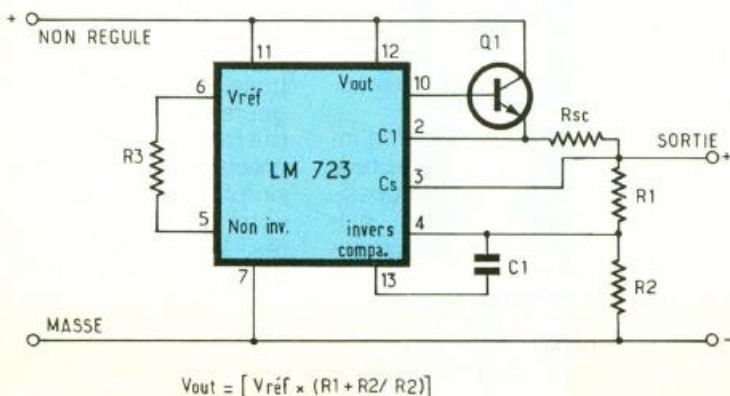 +
NON REGULE
11
12
Q1
6
Vréf
Vout
10
R3
C1
2
Rsc
SORTIE
+
LM 723
Cs
3
R1
5
Non inv.
invers
compa.
4
7
13
C1
R2
MASSE
-
Vout = [ Vréf × (R1+R2/ R2)]